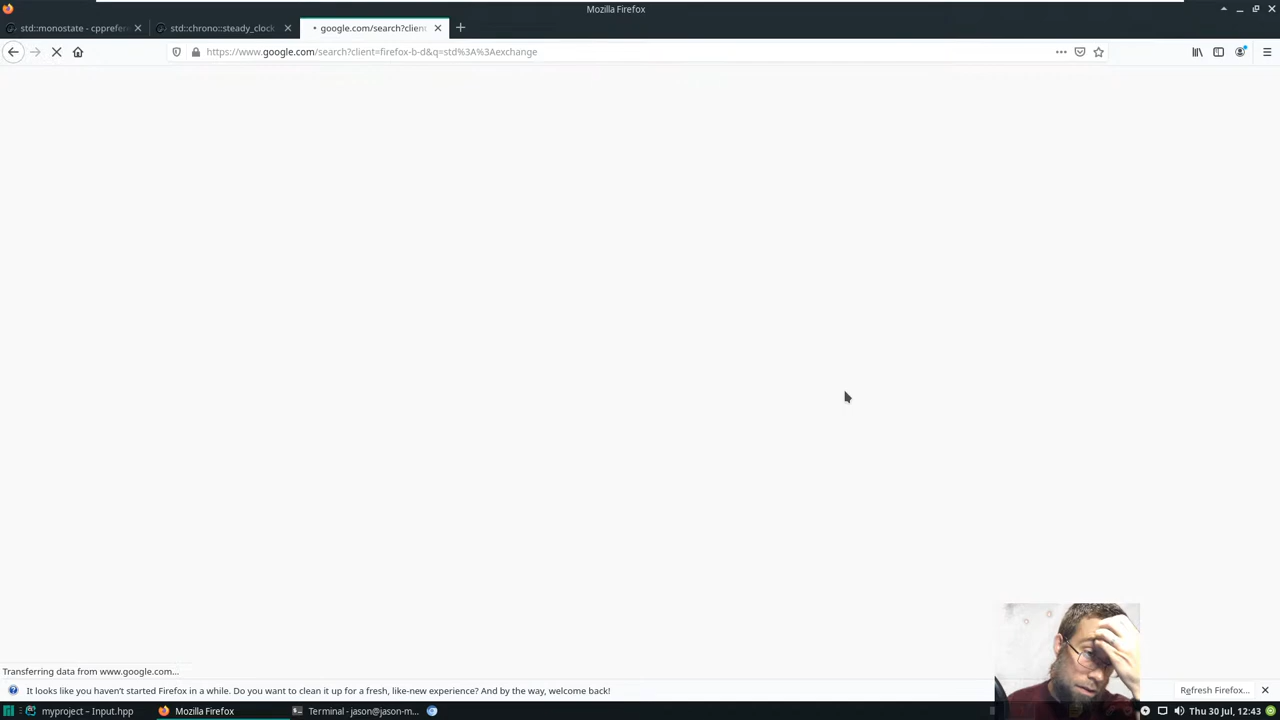 Mozilla Firefox
std::monostate - cpprefere
std::chrono::steady_clock
google.com/search?client
https://www.google.com/search?client=firefox-b-d&q=std%3A%3Aexchange
Transferring data from www.google.com...
It looks like you haven't started Firefox in a while. Do you want to clean it up for a fresh, like-new experience? And by the way, welcome back!
Refresh Firefox...
myproject – Input.hpp
Mozilla Firefox
Terminal - jason@jason-m...
Thu 30 Jul, 12:43